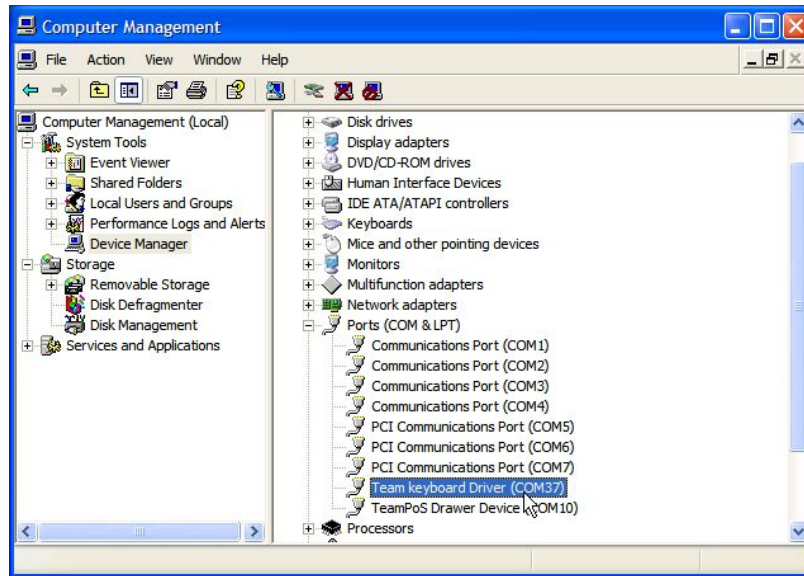 Computer Management
File Action View Window Help
Computer Management (Local)
System Tools
Event Viewer
Shared Folders
Local Users and Groups
Performance Logs and Alerts
Device Manager
Storage
Removable Storage
Disk Defragmenter
Disk Management
Services and Applications
Disk drives
Display adapters
DVD/CD-ROM drives
Human Interface Devices
IDE ATA/ATAPI controllers
Keyboards
Mice and other pointing devices
Monitors
Multifunction adapters
Network adapters
Ports (COM & LPT)
Communications Port (COM1)
Communications Port (COM2)
Communications Port (COM3)
Communications Port (COM4)
PCI Communications Port (COM5)
PCI Communications Port (COM6)
PCI Communications Port (COM7)
Team keyboard Driver (COM37)
TeamPoS Drawer Device (COM10)
Processors